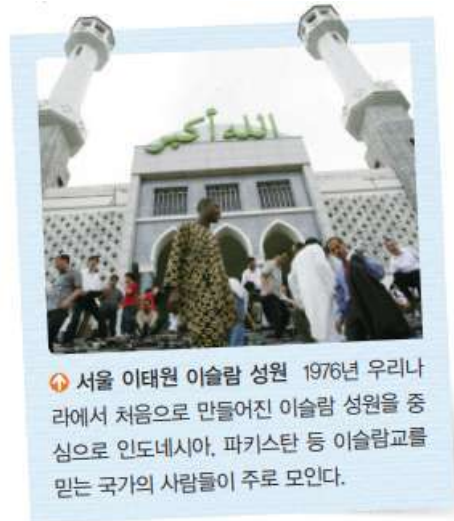 الله أكبر
서울 이태원 이슬람 성원 1976년 우리나
라에서 처음으로 만들어진 이슬람 성원을 중
심으로 인도네시아, 파키스탄 등 이슬람교를
믿는 국가의 사람들이 주로 모인다.